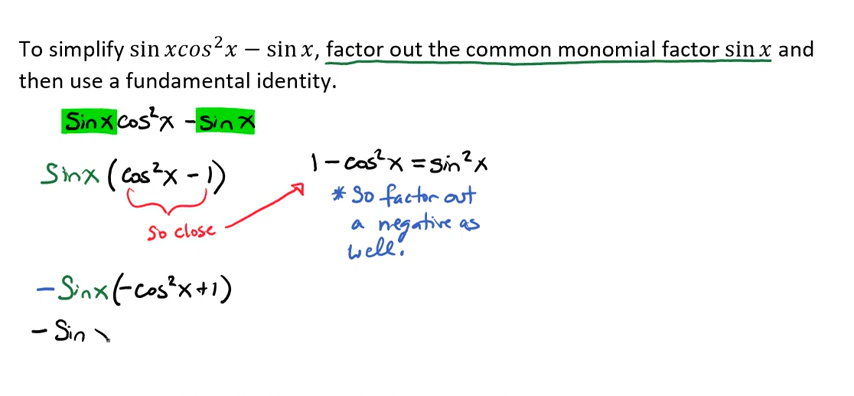 To simplify sin xcos²x − sin x, factor out the common monomial factor sin x and
then use a fundamental identity.
Sinx cos²x - Sin x
Sinx (cos²x - 1)
1 - cos²x = sin²x
* So factor out
a negative as
well!
So close
- Sinx (-cos²x + 1)
- Sin